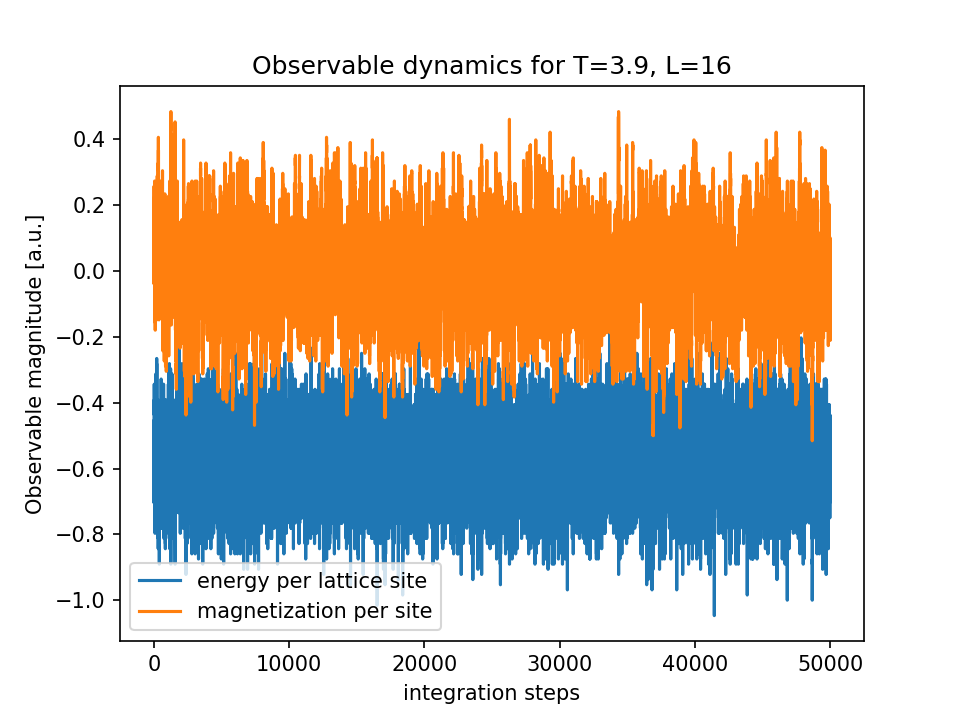 Observable dynamics for T=3.9, L=16
Observable magnitude [a.u.]
0.4
0.2
0.0
−0.2
−0.4
−0.6
−0.8
−1.0
energy per lattice site
magnetization per site
0 10000 20000 30000 40000 50000
integration steps